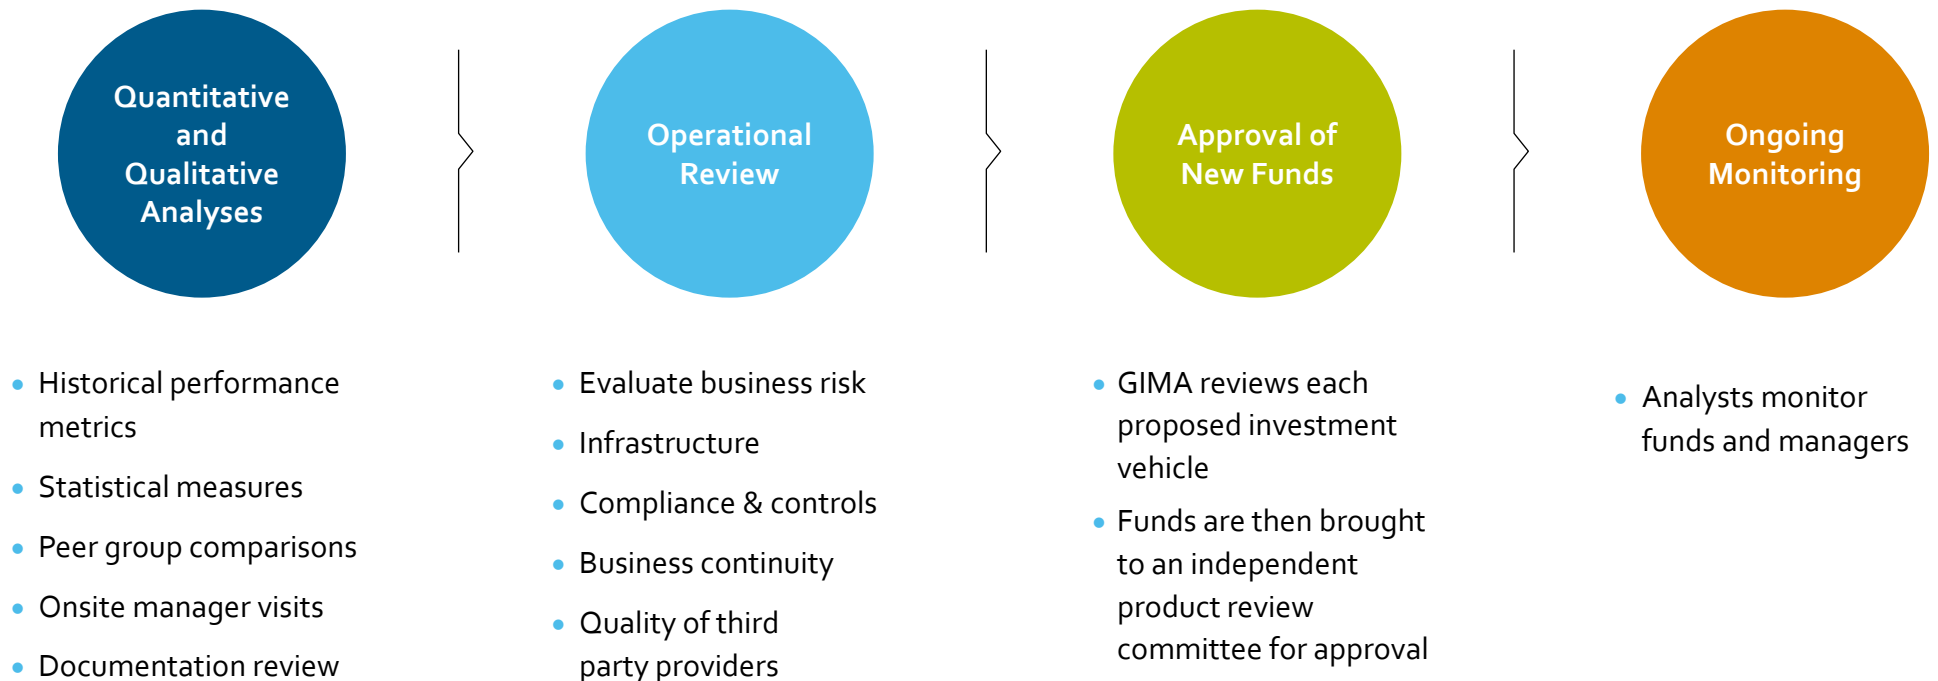 Quantitative
and
Qualitative
Analyses
Operational
Review
Approval of
New Funds
Ongoing
Monitoring
• Historical performance
metrics
• Statistical measures
• Peer group comparisons
• Onsite manager visits
• Documentation review
• Evaluate business risk
• Infrastructure
• Compliance & controls
• Business continuity
• Quality of third
party providers
• GIMA reviews each
proposed investment
vehicle
• Funds are then brought
to an independent
product review
committee for approval
• Analysts monitor
funds and managers